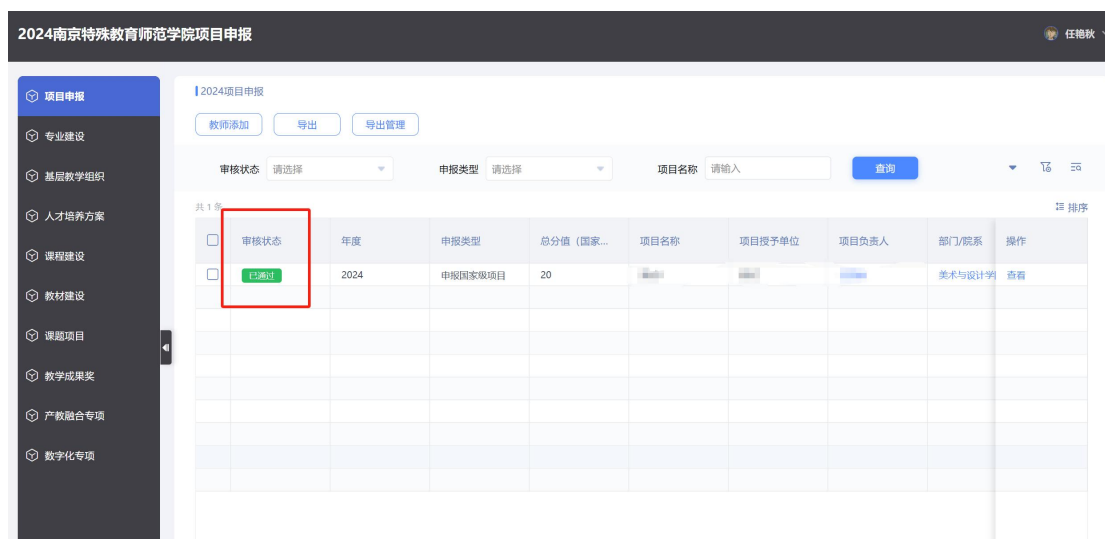 2024南京特殊教育师范学院项目申报
任艳秋
项目申报
专业建设
基层教学组织
人才培养方案
课程建设
教材建设
课题项目
教学成果奖
产教融合专项
数字化专项
2024项目申报
教师添加 导出 导出管理
审核状态 请选择 申报类型 请选择 项目名称 请输入 查询
共 1 条 排序
审核状态 年度 申报类型 总分值（国家... 项目名称 项目授予单位 项目负责人 部门/院系 操作
已通过 2024 申报国家级项目 20 美术与设计学 查看